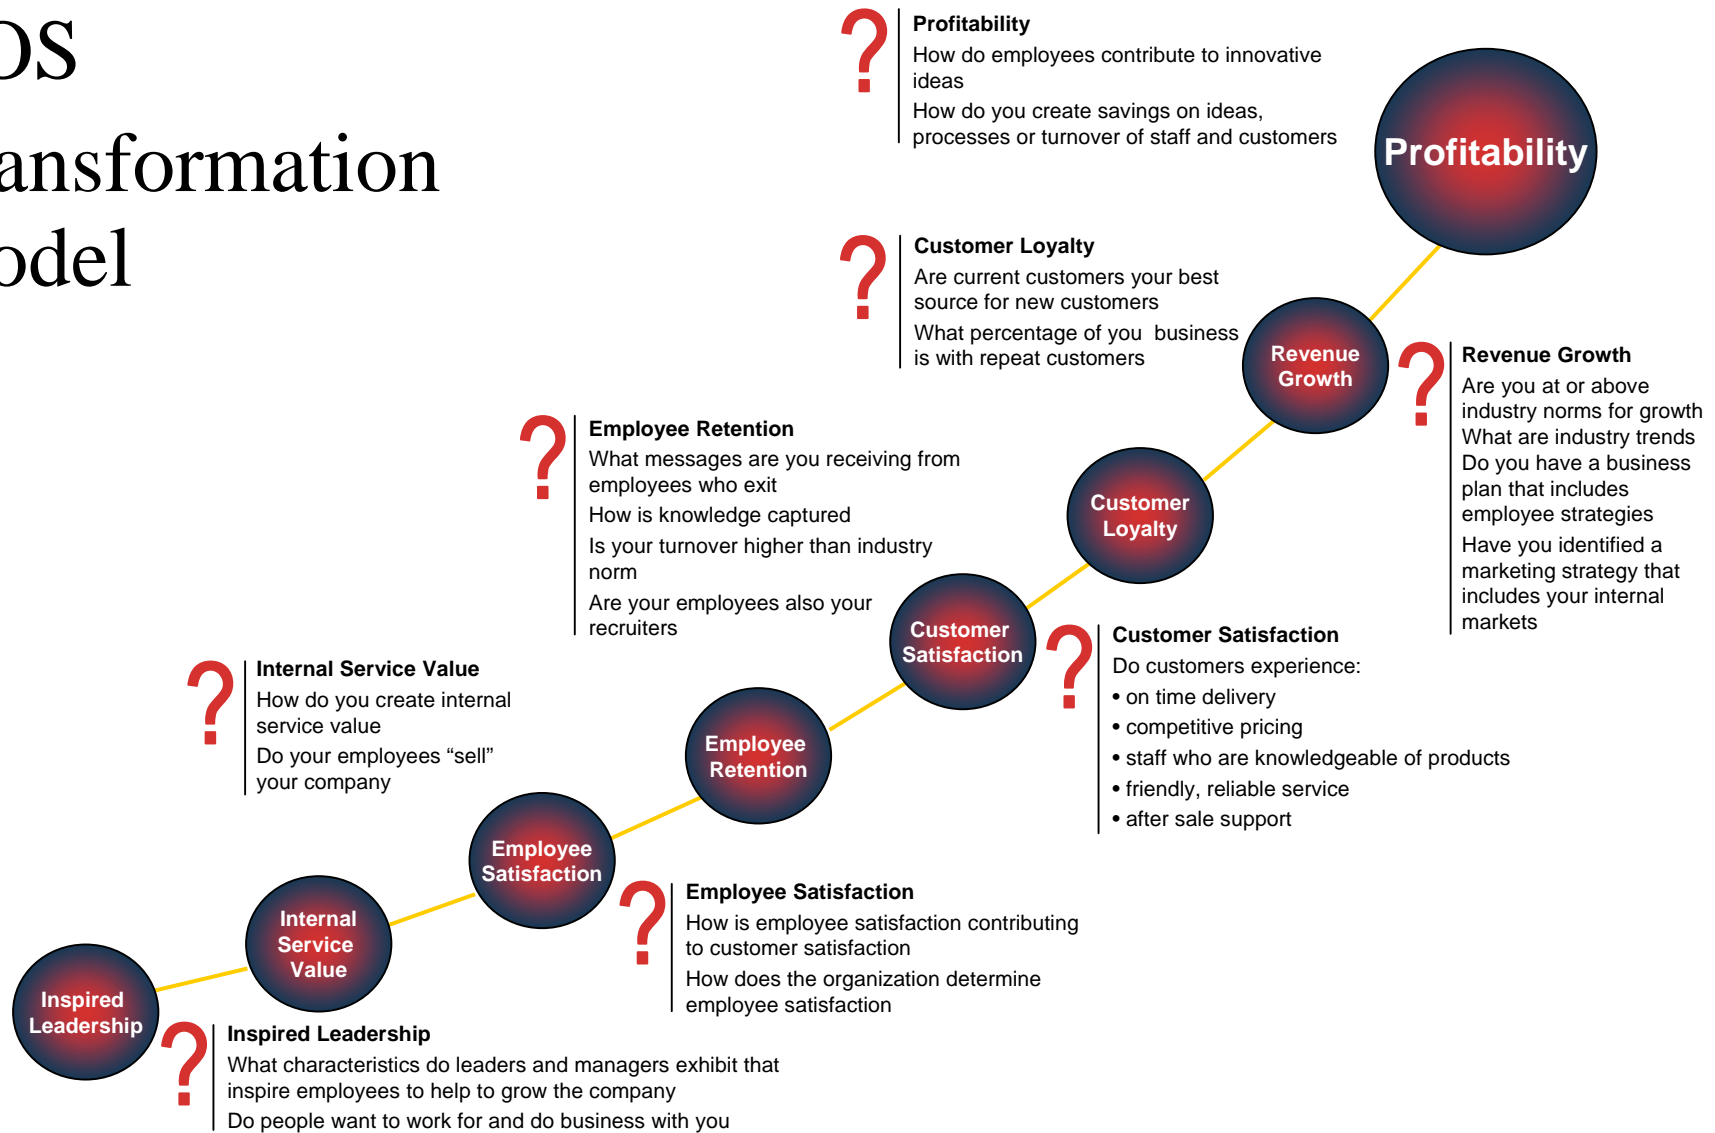 OS
ansformation
odel
Profitability
How do employees contribute to innovative
ideas
How do you create savings on ideas,
processes or turnover of staff and customers
Profitability
Customer Loyalty
Are current customers your best
source for new customers
What percentage of you  business
is with repeat customers
Revenue
Growth
Revenue Growth
Are you at or above
industry norms for growth
What are industry trends
Do you have a business
plan that includes
employee strategies
Have you identified a
marketing strategy that
includes your internal
markets
Employee Retention
What messages are you receiving from
employees who exit
How is knowledge captured
Is your turnover higher than industry
norm
Are your employees also your
recruiters
Customer
Loyalty
Customer
Satisfaction
Customer Satisfaction
Do customers experience:
• on time delivery
• competitive pricing
• staff who are knowledgeable of products
• friendly, reliable service
• after sale support
Internal Service Value
How do you create internal
service value
Do your employees “sell”
your company
Employee
Retention
Employee
Satisfaction
Employee Satisfaction
How is employee satisfaction contributing
to customer satisfaction
How does the organization determine
employee satisfaction
Internal
Service
Value
Inspired
Leadership
Inspired Leadership
What characteristics do leaders and managers exhibit that
inspire employees to help to grow the company
Do people want to work for and do business with you